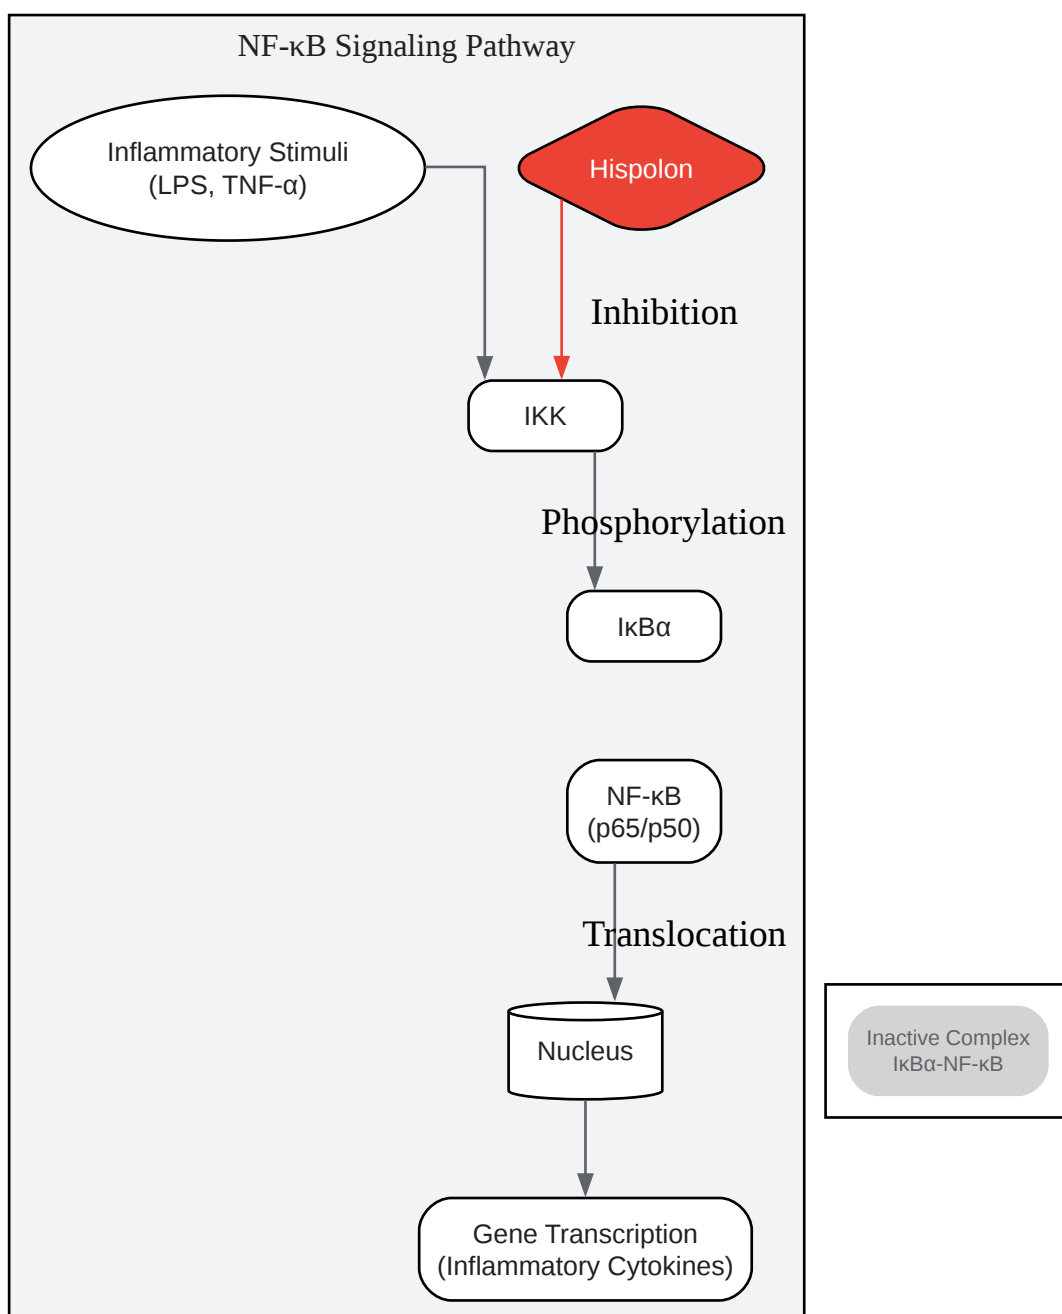 NF-κB Signaling Pathway
Inflammatory Stimuli
(LPS, TNF-α)
Hispolon
Inhibition
IKK
Phosphorylation
IκBα
NF-κB
(p65/p50)
Translocation
Nucleus
Inactive Complex
IκBα-NF-κB
Gene Transcription
(Inflammatory Cytokines)